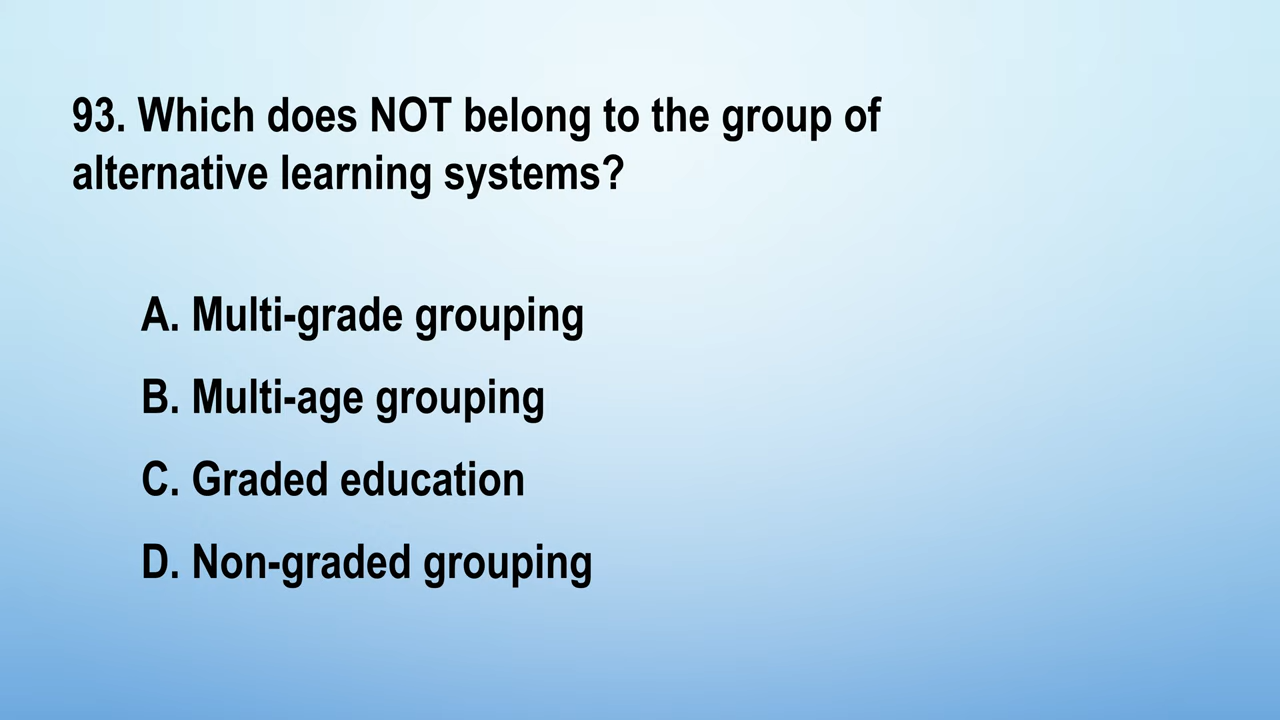 93. Which does NOT belong to the group of
alternative learning systems?
A. Multi-grade grouping
B. Multi-age grouping
C. Graded education
D. Non-graded grouping